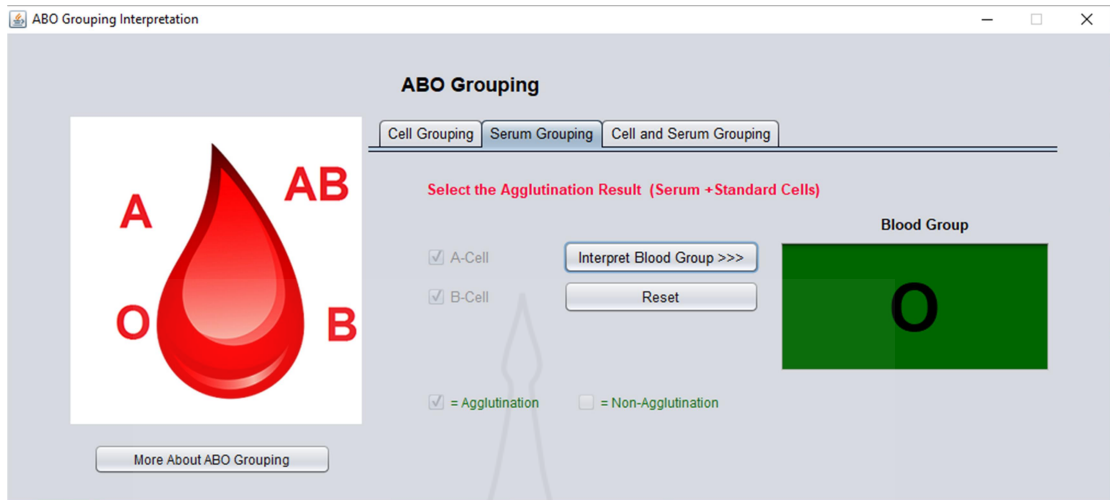 ABO Grouping Interpretation
ABO Grouping
Cell Grouping
Serum Grouping
Cell and Serum Grouping
A
AB
O
B
Select the Agglutination Result (Serum +Standard Cells)
Blood Group
A-Cell
Interpret Blood Group >>>
B-Cell
Reset
O
= Agglutination
= Non-Agglutination
More About ABO Grouping